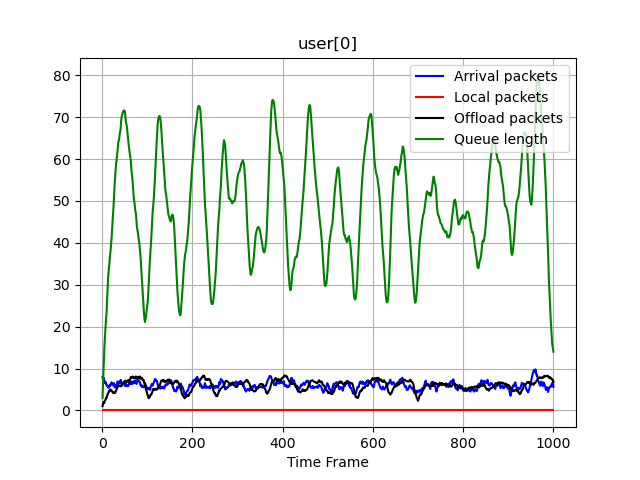 user[0]
Arrival packets
Local packets
Offload packets
Queue length
80
70
60
50
40
30
20
10
0
0 200 400 600 800 1000
Time Frame